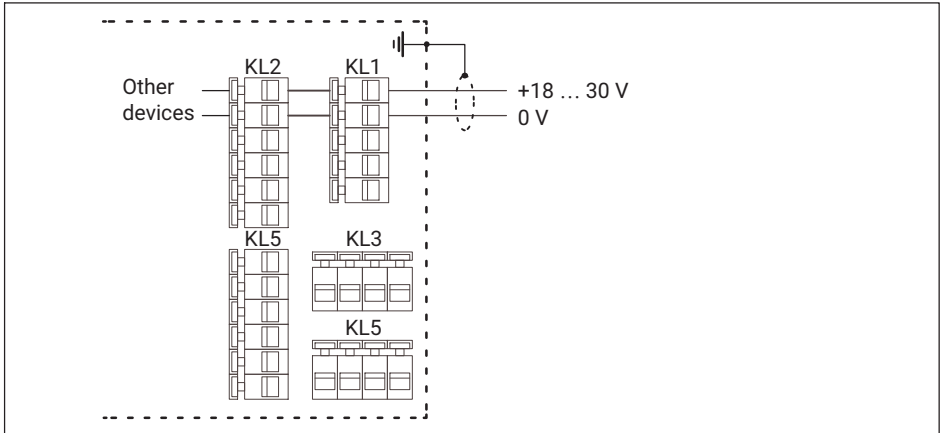 KL2
KL1
Other
devices
+18 … 30 V
0 V
KL5
KL3
KL5